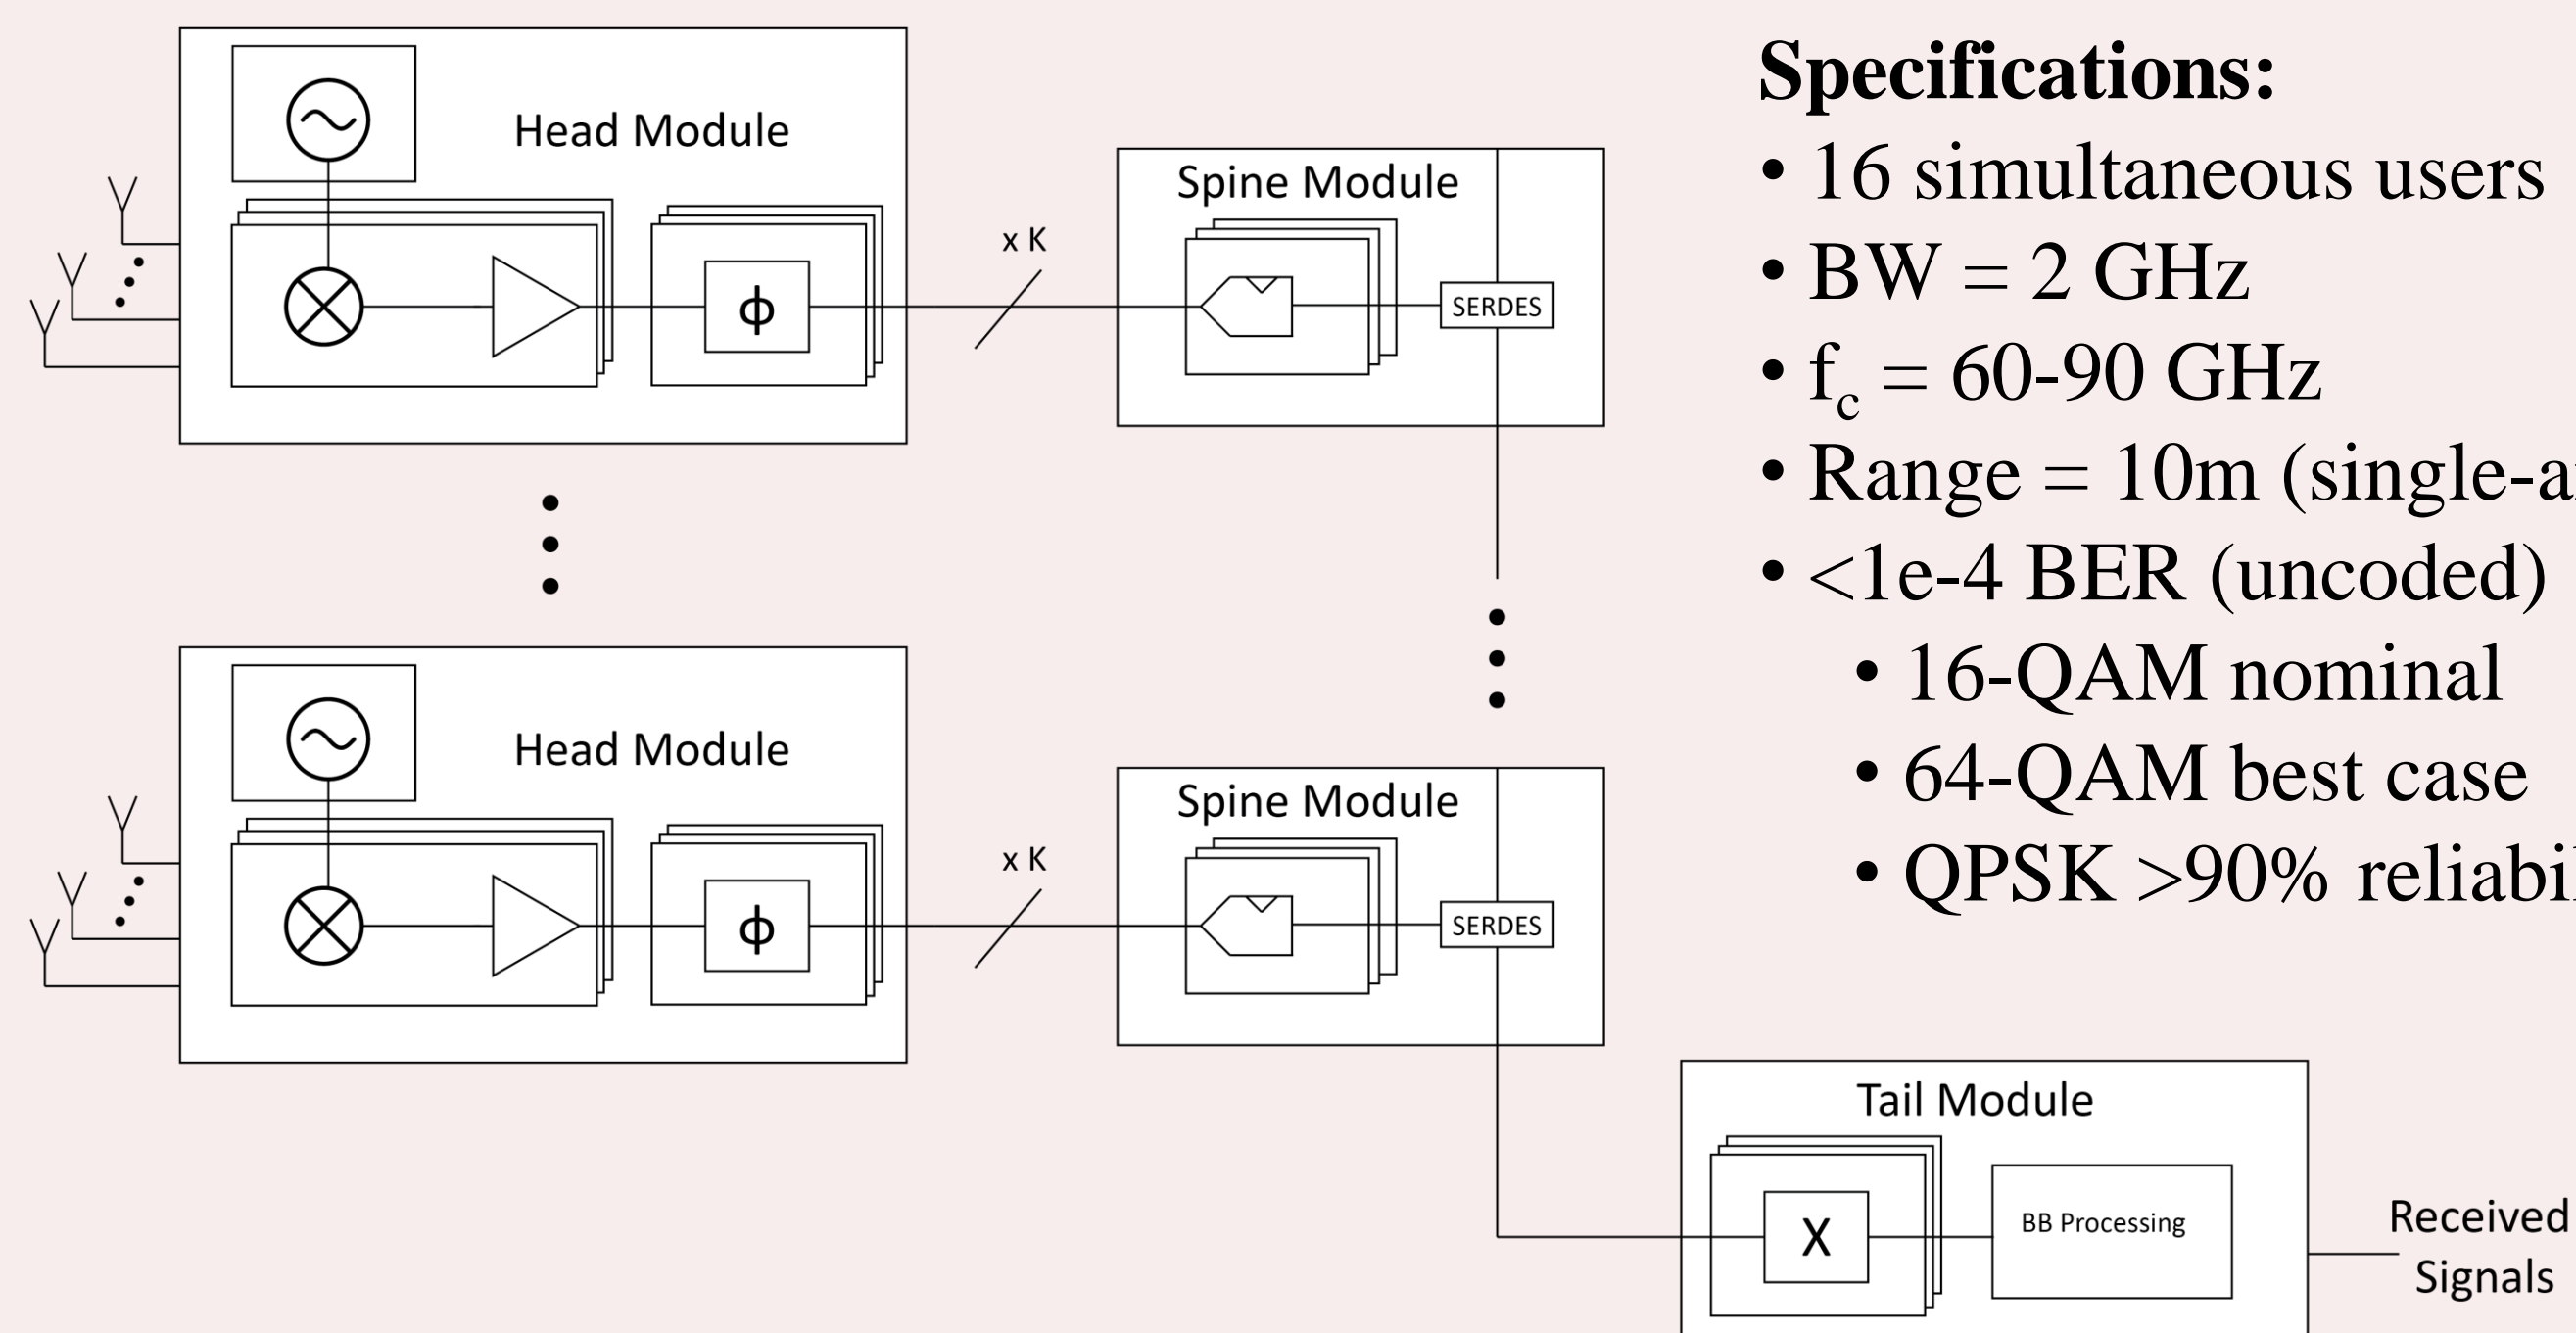 Head Module
ϕ
x K
Spine Module
SERDES
Head Module
ϕ
x K
Spine Module
SERDES
Tail Module
X
BB Processing
Received
Signals
Specifications:
• 16 simultaneous users
• BW = 2 GHz
• fc = 60-90 GHz
• Range = 10m
• <1e-4 BER (uncoded)
• 16-QAM nominal
• 64-QAM best case
• QPSK >90%